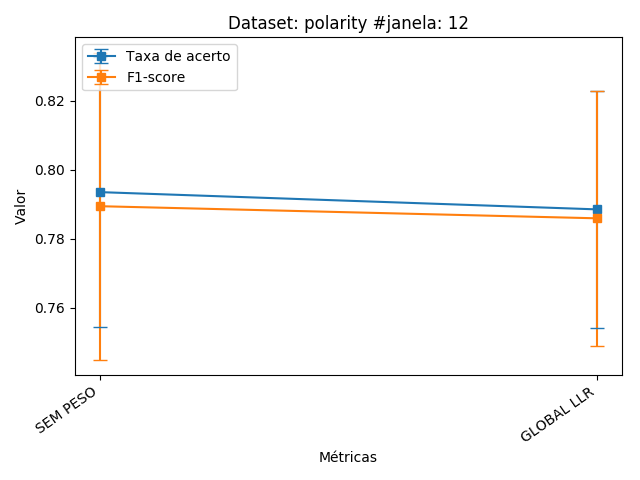 Dataset: polarity #janela: 12
Taxa de acerto
F1-score
0.82
0.80
0.78
0.76
Valor
SEM PESO
GLOBAL LLR
Métricas